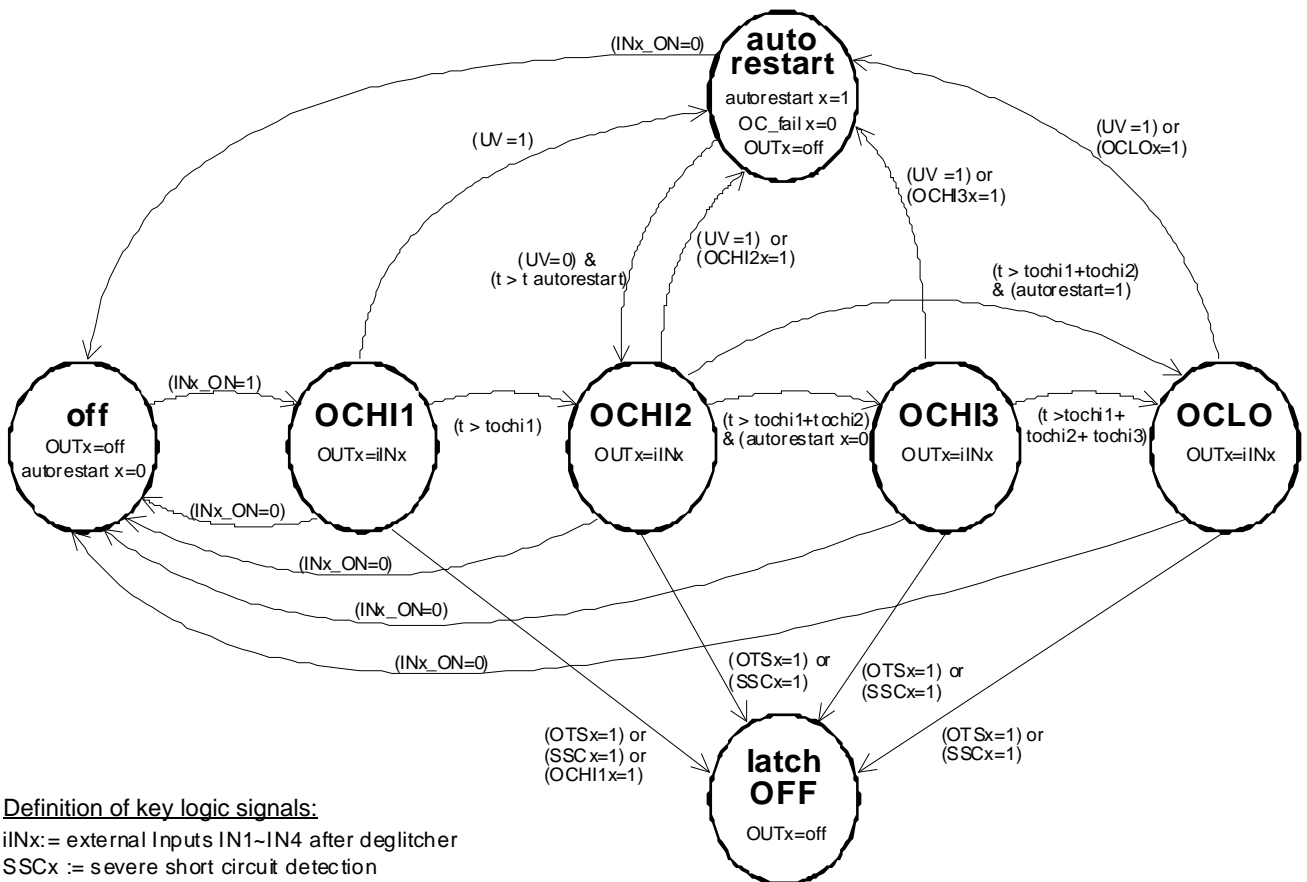 (INx_ON=0)
auto
restart
autorestart x=1
OC_fail x=0
OUTx=off
(UV =1)
(UV =1) or
(OCLOx=1)
(UV =1) or
(OCHI3x=1)
(UV =1) or
(OCHI2x=1)
(UV=0) &
(t > t autorestart)
(t > tochi1+tochi2)
& (autorestart=1)
off
OUTx=off
autorestart x=0
(INx_ON=1)
OCHI1
OUTx=iINx
(t > tochi1)
OCHI2
OUTx=iINx
(t > tochi1+tochi2)
& (autorestart x=0)
OCHI3
OUTx=iINx
(t >tochi1+
tochi2+ tochi3)
OCLO
OUTx=iINx
(INx_ON=0)
(INx_ON=0)
(INx_ON=0)
(INx_ON=0)
(OTSx=1) or
(SSCx=1)
(OTSx=1) or
(SSCx=1)
(OTSx=1) or
(SSCx=1) or
(OCHI1x=1)
(OTSx=1) or
(SSCx=1)
latch
OFF
OUTx=off
Definition of key logic signals:
iINx:= external Inputs IN1~IN4 after deglitcher
SSCx := severe short circuit detection